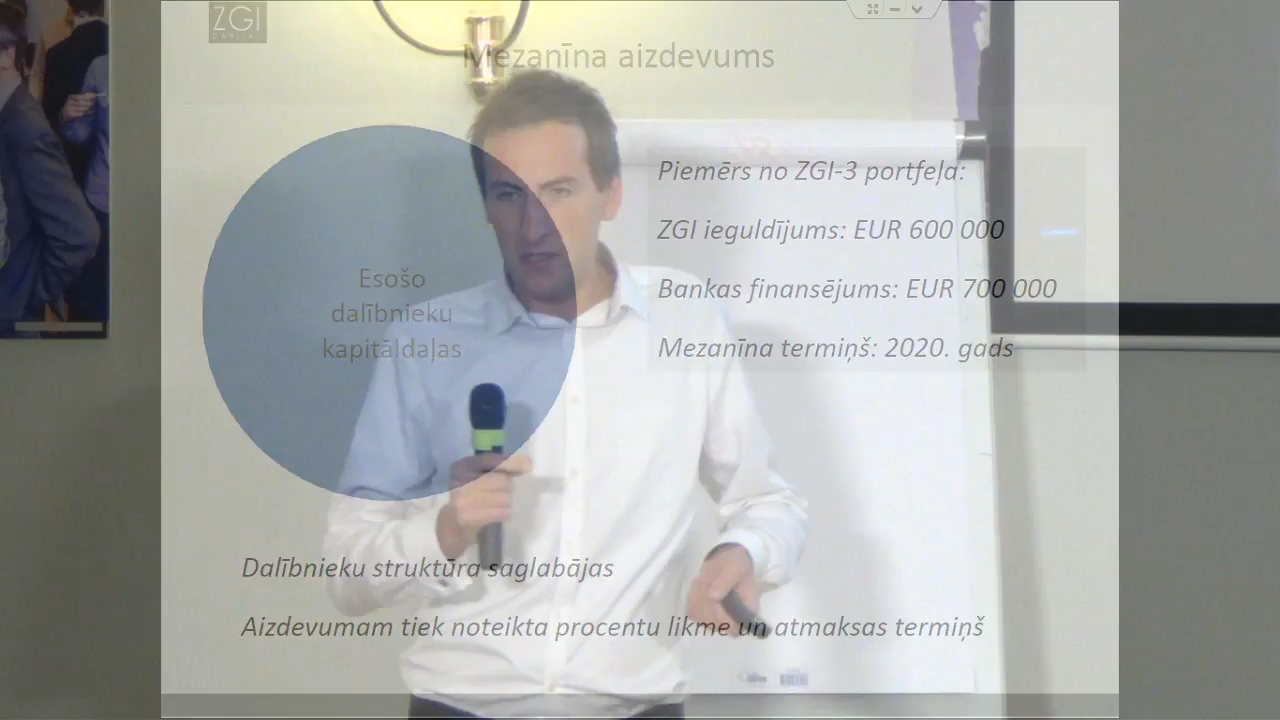 ZGI
CAPITAL
Mezanīna aizdevums
Esošo
dalībnieku
kapitāldaļas
Piemērs no ZGI-3 portfeļa:
ZGI ieguldījums: EUR 600 000
Bankas finansējums: EUR 700 000
Mezanīna termiņš: 2020. gads
Dalībnieku struktūra saglabājas
Aizdevumam tiek noteikta procentu likme un atmaksas termiņš